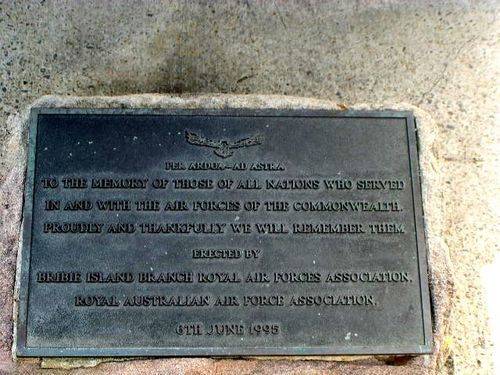 PER ARDUA–AD ASTRA
TO THE MEMORY OF THOSE OF ALL NATIONS WHO SERVED
IN AND WITH THE AIR FORCES OF THE COMMONWEALTH.
PROUDLY AND THANKFULLY WE WILL REMEMBER THEM
ERECTED BY
BRIBIE ISLAND BRANCH ROYAL AIR FORCES ASSOCIATION.
ROYAL AUSTRALIAN AIR FORCE ASSOCIATION.
6TH JUNE 1995